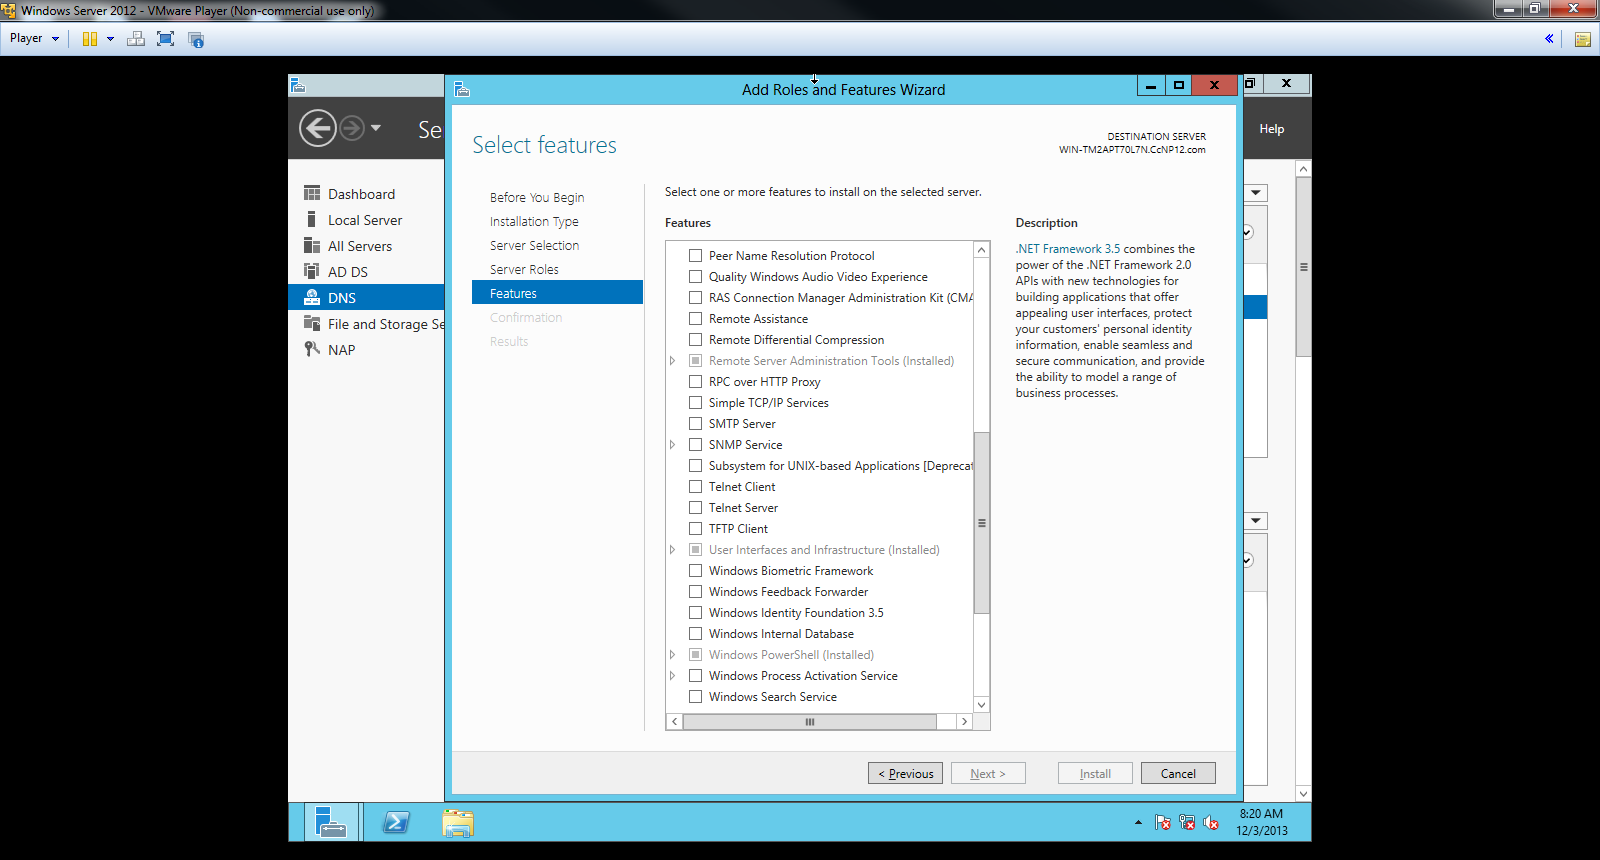 Windows Server 2012 - VMware Player (Non-commercial use only)
Player
Add Roles and Features Wizard
Se
Help
Select features
DESTINATION SERVER
WIN-TM2APT70L7N.CcNP12.com
Dashboard
Local Server
All Servers
AD DS
DNS
File and Storage Se
NAP
Before You Begin
Installation Type
Server Selection
Server Roles
Features
Confirmation
Results
Select one or more features to install on the selected server.
Features
Peer Name Resolution Protocol
Quality Windows Audio Video Experience
RAS Connection Manager Administration Kit (CMA
Remote Assistance
Remote Differential Compression
Remote Server Administration Tools (Installed)
RPC over HTTP Proxy
Simple TCP/IP Services
SMTP Server
SNMP Service
Subsystem for UNIX-based Applications [Deprecat
Telnet Client
Telnet Server
TFTP Client
User Interfaces and Infrastructure (Installed)
Windows Biometric Framework
Windows Feedback Forwarder
Windows Identity Foundation 3.5
Windows Internal Database
Windows PowerShell (Installed)
Windows Process Activation Service
Windows Search Service
Description
.NET Framework 3.5 combines the
power of the .NET Framework 2.0
APIs with new technologies for
building applications that offer
appealing user interfaces, protect
your customers' personal identity
information, enable seamless and
secure communication, and provide
the ability to model a range of
business processes.
< Previous
Next >
Install
Cancel
8:20 AM
12/3/2013